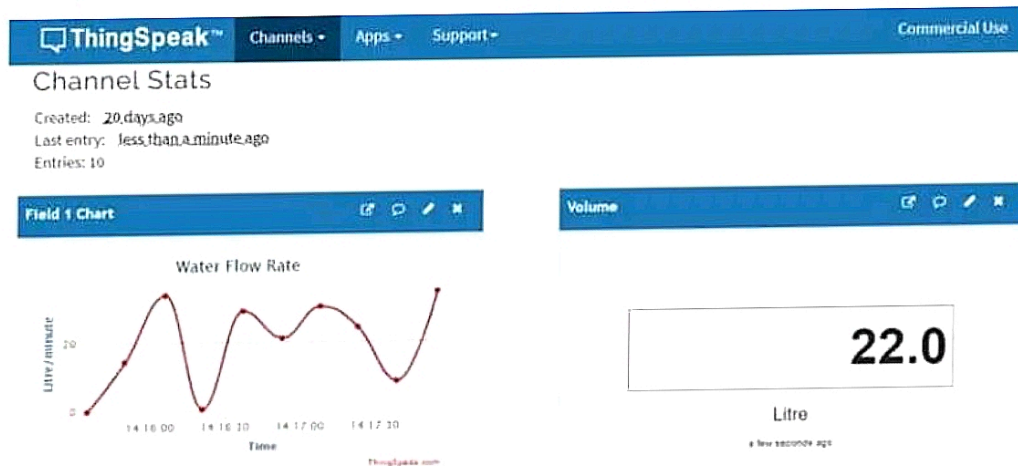 ThingSpeak™ Channels Apps Support Commercial Use
Channel Stats
Created: 20 days ago
Last entry: less than a minute ago
Entries: 10
Field 1 Chart
Water Flow Rate
Litre/minute
20
0
14:16:00 14:16:30 14:17:00 14:17:30
Time
ThingSpeak.com
Volume
22.0
Litre
a few seconds ago